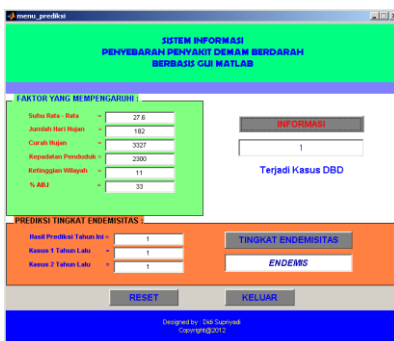 menu_prediksi
SISTEM INFORMASI
PENYEBARAN PENYAKIT DEMAM BERDARAH
BERBASIS GUI MATLAB
FAKTOR YANG MEMPENGARUHI :
Suhu Rata - Rata = 27.6
Jumlah Hari Hujan = 182
Curah Hujan = 3327
Kepadatan Penduduk = 2300
Ketinggian Wilayah = 11
% ABJ = 33
INFORMASI
1
Terjadi Kasus DBD
PREDIKSI TINGKAT ENDEMISITAS :
Hasil Prediksi Tahun Ini = 1
Kasus 1 Tahun Lalu = 1
Kasus 2 Tahun Lalu = 1
TINGKAT ENDEMISITAS
ENDEMIS
RESET
KELUAR
Designed by : Didi Supriyadi
Copyright@2012